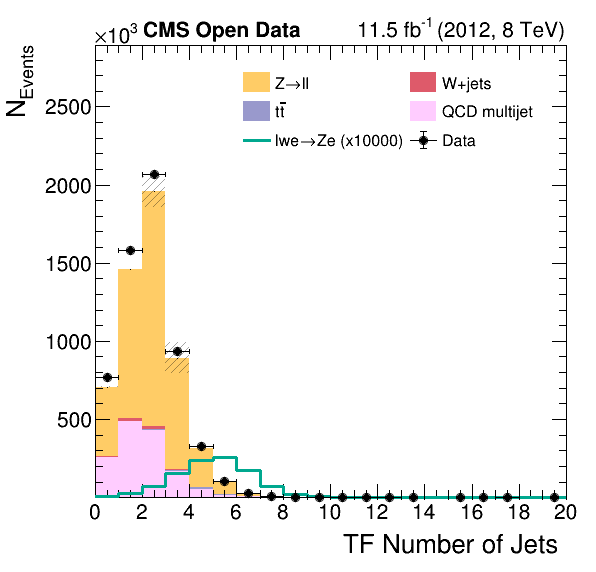 ×10³ CMS Open Data 11.5 fb⁻¹ (2012, 8 TeV)
N_Events
2500
2000
1500
1000
500
Z→ll W+jets
tt̄ QCD multijet
Iwe→Ze (x10000) Data
0 2 4 6 8 10 12 14 16 18 20
TF Number of Jets